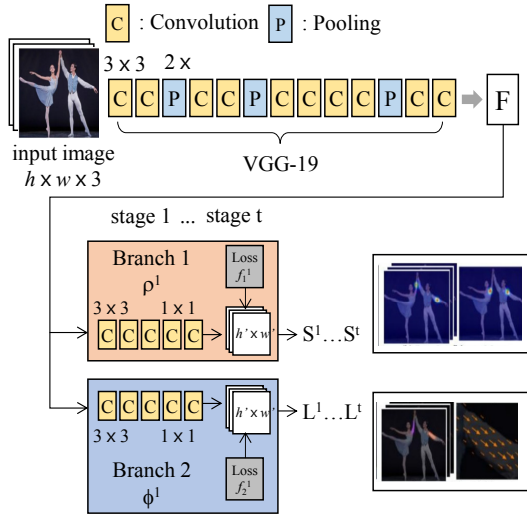 C : Convolution P : Pooling
3 x 3 2 x
C C P C C P C C C C P C C
F
VGG-19
input image
h x w x 3
stage 1 ... stage t
Branch 1
ρ¹
Loss
f₁¹
3 x 3 1 x 1
C C C C C
h' x w'
S¹...Sᵗ
C C C C C
h' x w'
L¹...Lᵗ
3 x 3 1 x 1
Loss
f₂¹
Branch 2
ϕ¹